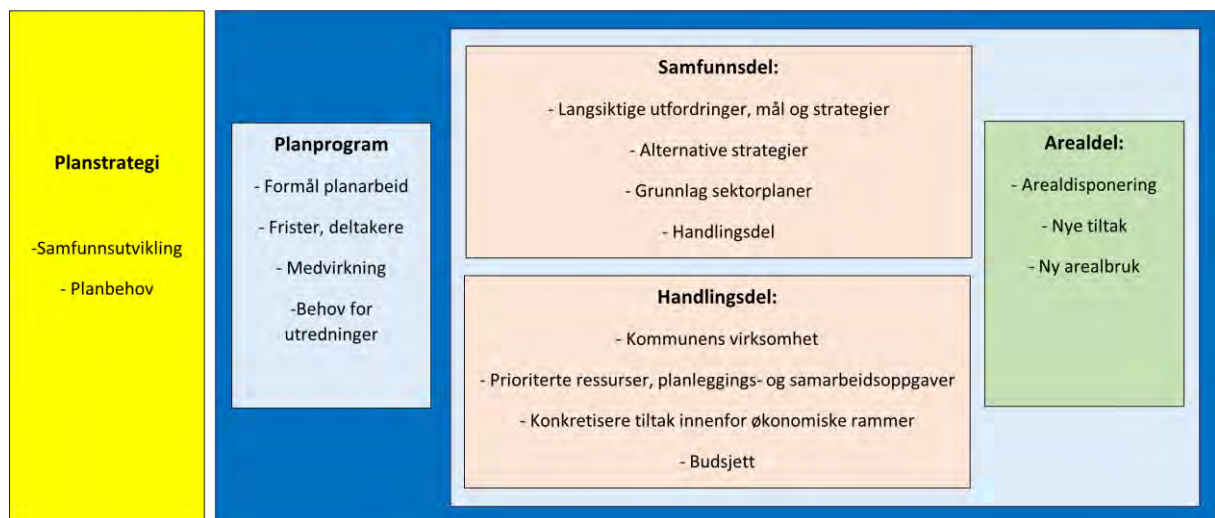 Planstrategi
-Samfunnsutvikling
- Planbehov
Planprogram
- Formål planarbeid
- Frister, deltakere
- Medvirkning
-Behov for
utredninger
Samfunnsdel:
- Langsiktige utfordringer, mål og strategier
- Alternative strategier
- Grunnlag sektorplaner
- Handlingsdel
Handlingsdel:
- Kommunens virksomhet
- Prioriterte ressurser, planleggings- og samarbeidsoppgaver
- Konkretisere tiltak innenfor økonomiske rammer
- Budsjett
Arealdel:
- Arealdisponering
- Nye tiltak
- Ny arealbruk